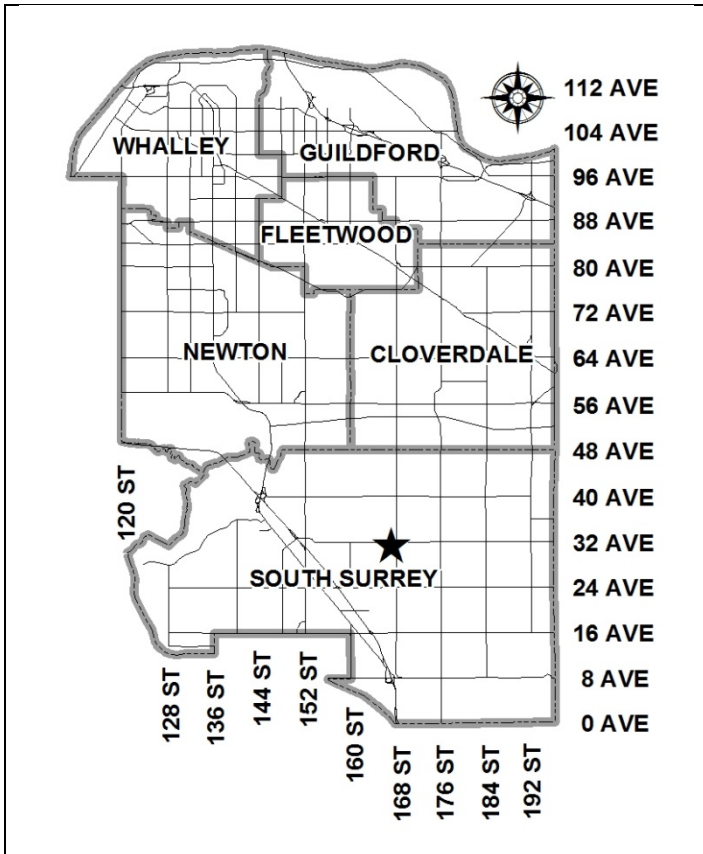 112 AVE
104 AVE
WHALLEY
GUILDFORD
96 AVE
88 AVE
FLEETWOOD
80 AVE
72 AVE
NEWTON
CLOVERDALE
64 AVE
56 AVE
48 AVE
120 ST
40 AVE
32 AVE
SOUTH SURREY
24 AVE
16 AVE
128 ST
136 ST
144 ST
152 ST
160 ST
8 AVE
0 AVE
168 ST
176 ST
184 ST
192 ST